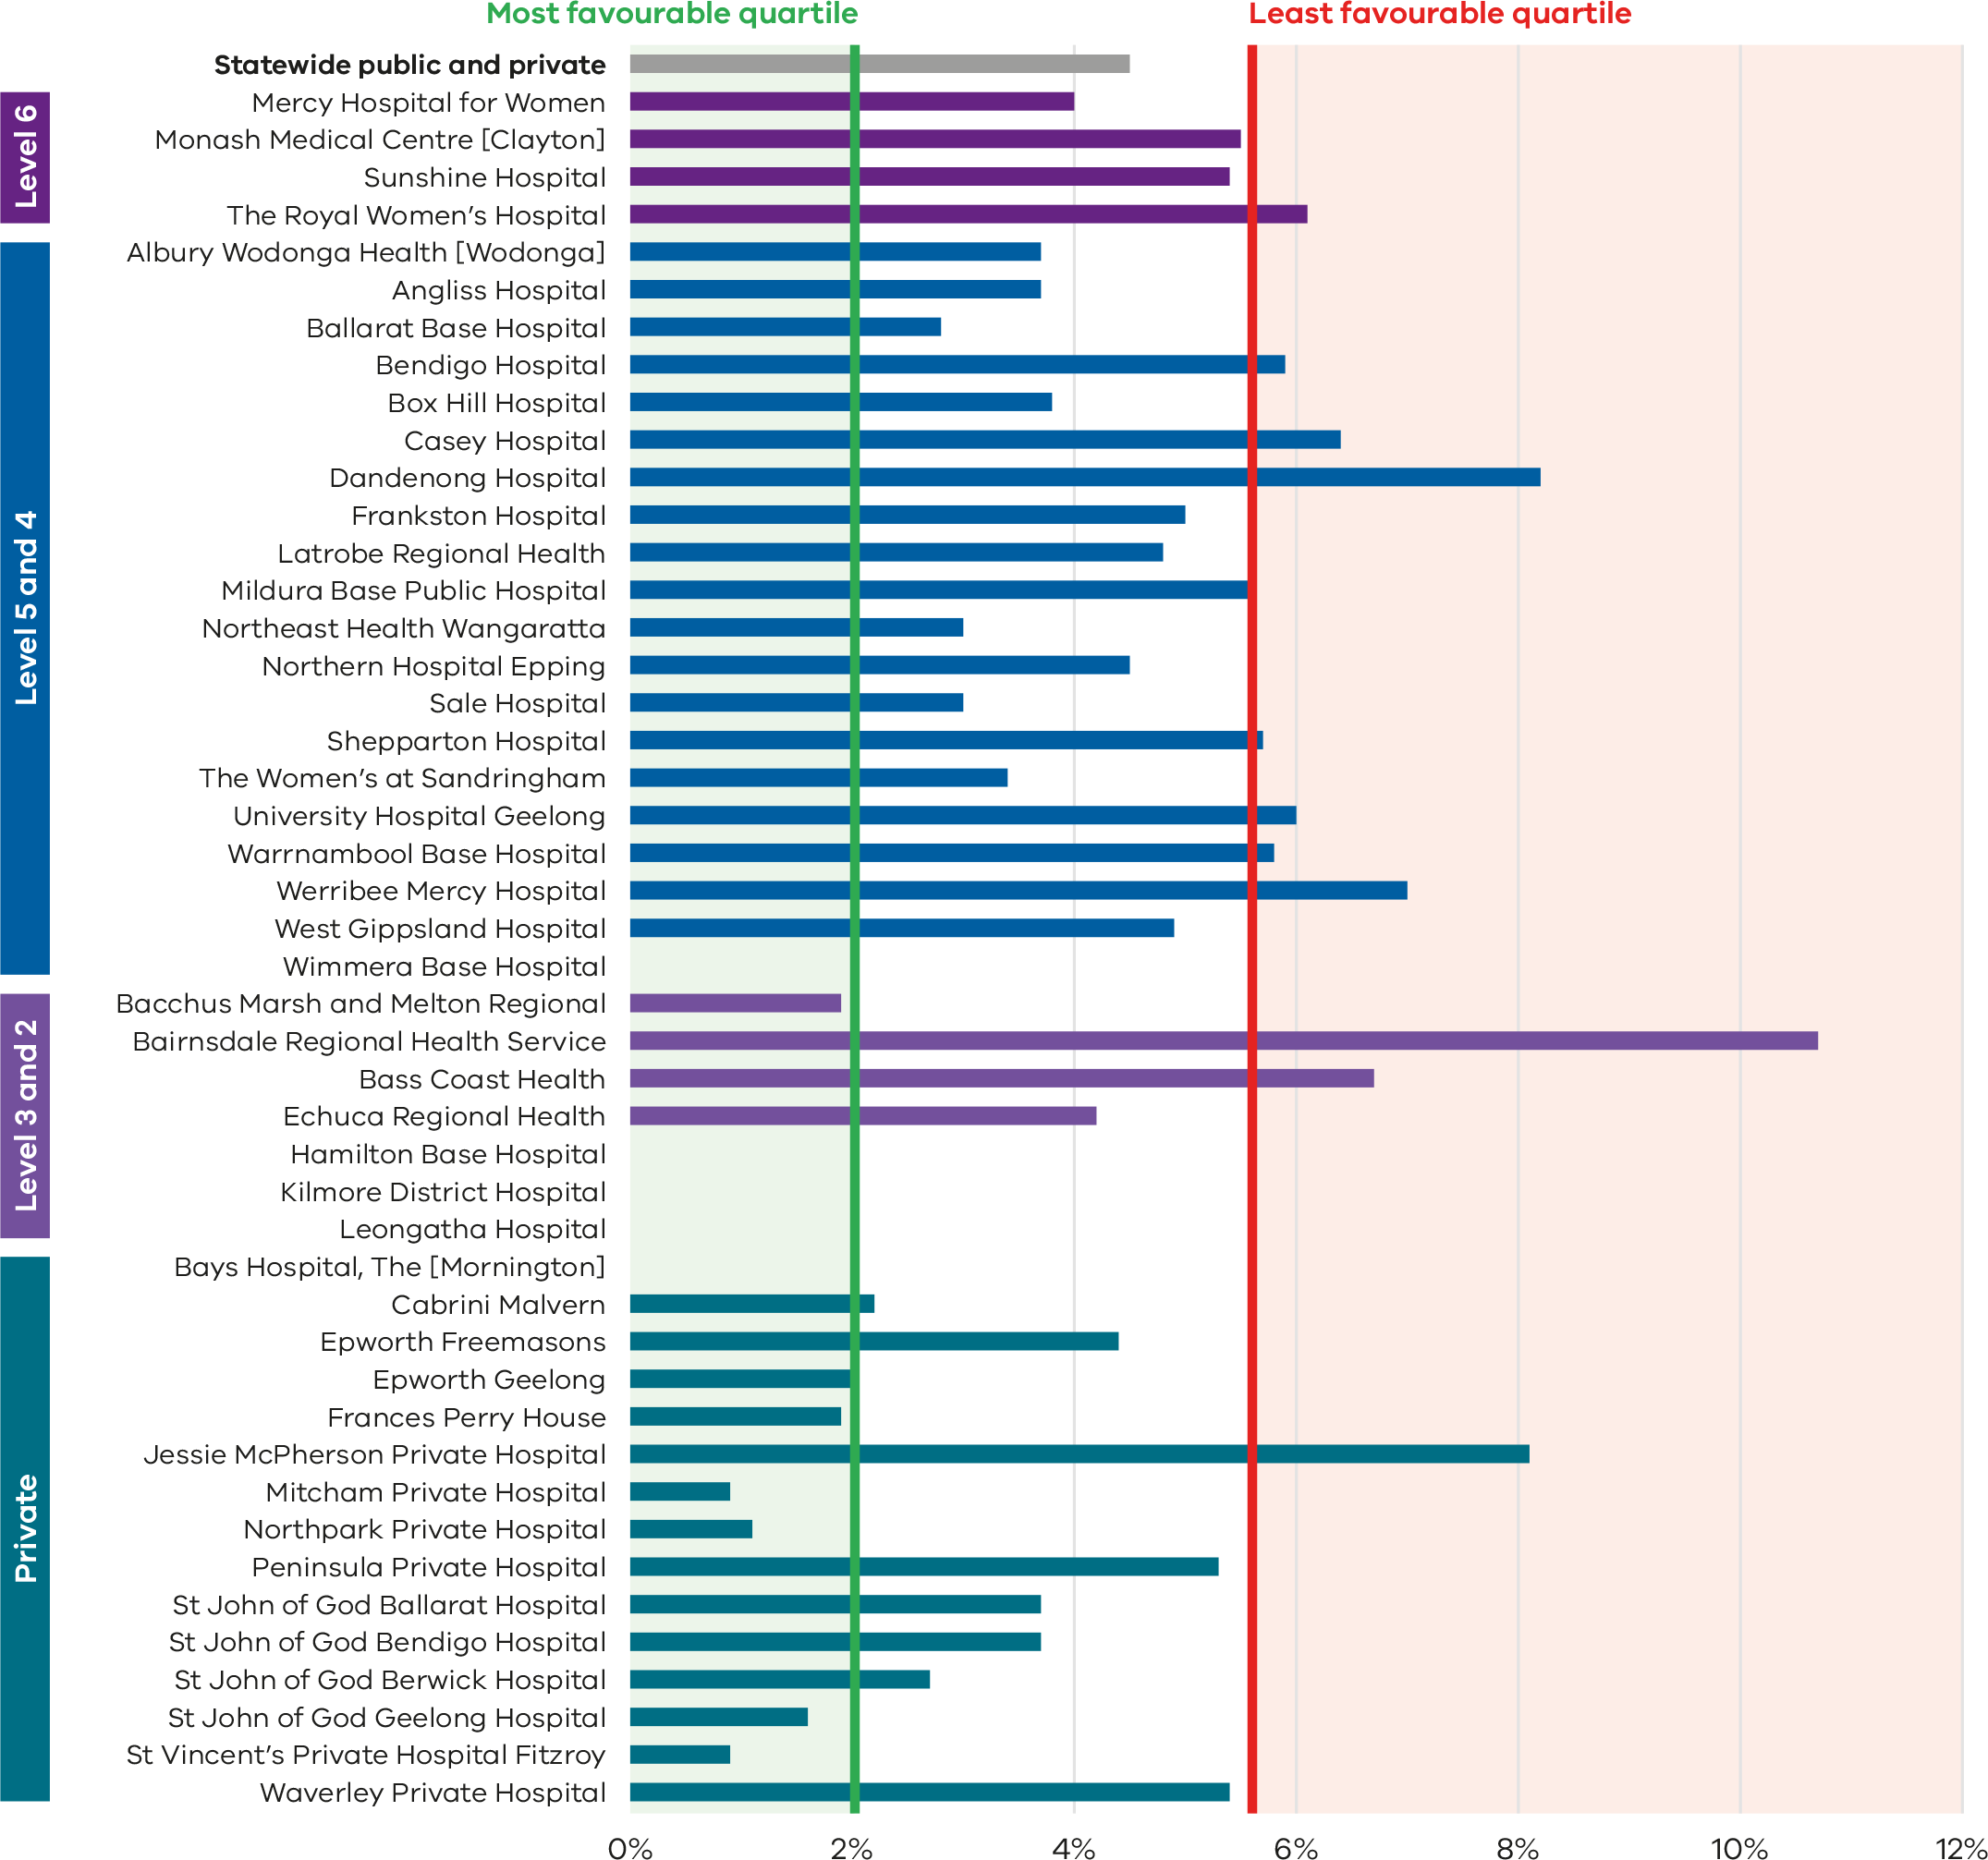 Most favourable quartile
Least favourable quartile
Statewide public and private
Level 6
Mercy Hospital for Women
Monash Medical Centre [Clayton]
Sunshine Hospital
The Royal Women’s Hospital
Level 5 and 4
Albury Wodonga Health [Wodonga]
Angliss Hospital
Ballarat Base Hospital
Bendigo Hospital
Box Hill Hospital
Casey Hospital
Dandenong Hospital
Frankston Hospital
Latrobe Regional Health
Mildura Base Public Hospital
Northeast Health Wangaratta
Northern Hospital Epping
Sale Hospital
Shepparton Hospital
The Women’s at Sandringham
University Hospital Geelong
Warrnambool Base Hospital
Werribee Mercy Hospital
West Gippsland Hospital
Wimmera Base Hospital
Level 3 and 2
Bacchus Marsh and Melton Regional
Bairnsdale Regional Health Service
Bass Coast Health
Echuca Regional Health
Hamilton Base Hospital
Kilmore District Hospital
Leongatha Hospital
Private
Bays Hospital, The [Mornington]
Cabrini Malvern
Epworth Freemasons
Epworth Geelong
Frances Perry House
Jessie McPherson Private Hospital
Mitcham Private Hospital
Northpark Private Hospital
Peninsula Private Hospital
St John of God Ballarat Hospital
St John of God Bendigo Hospital
St John of God Berwick Hospital
St John of God Geelong Hospital
St Vincent’s Private Hospital Fitzroy
Waverley Private Hospital
0% 2% 4% 6% 8% 10% 12%